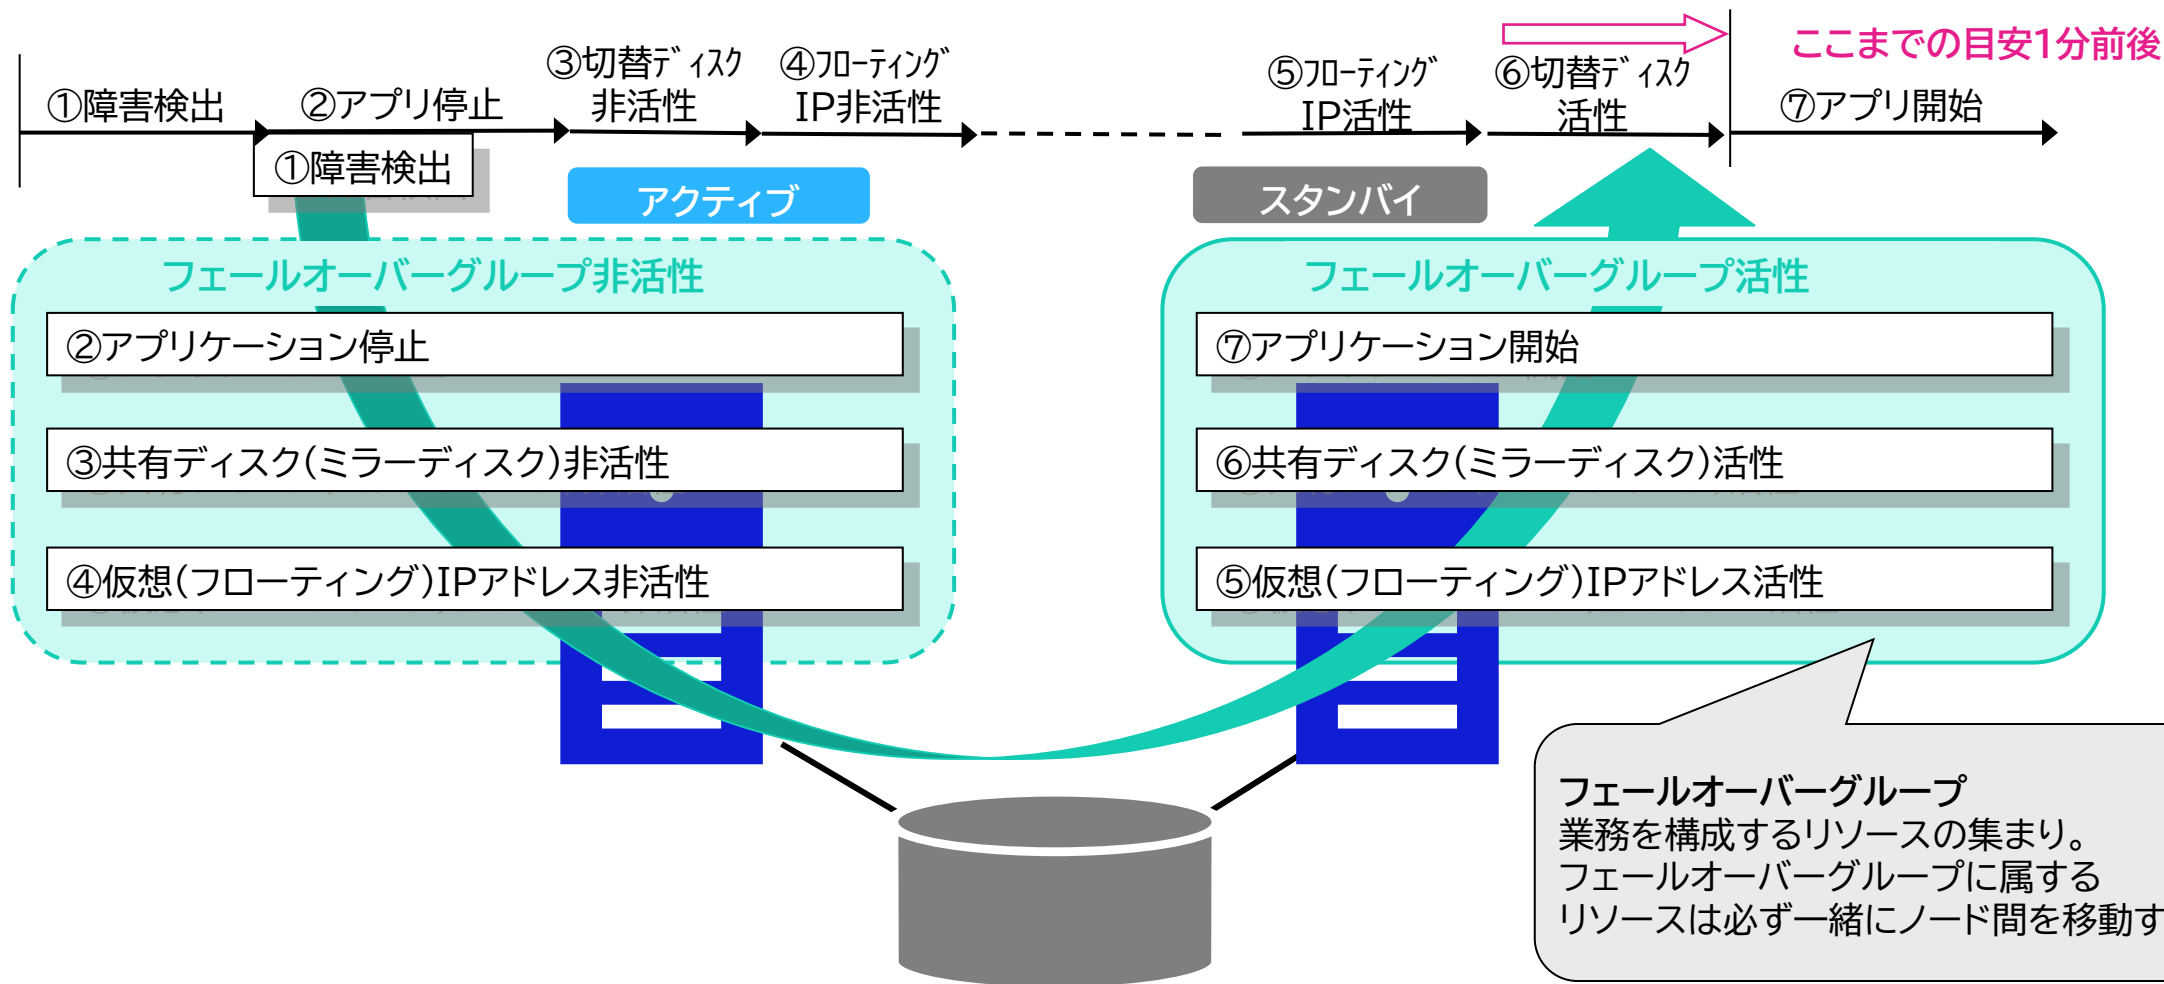 ここまでの目安1分前後
①障害検出
②アプリ停止
③切替ﾃﾞｨｽｸ
非活性
④ﾌﾛｰﾃｨﾝｸﾞ
IP非活性
⑤ﾌﾛｰﾃｨﾝｸﾞ
IP活性
⑥切替ﾃﾞｨｽｸ
活性
⑦アプリ開始
①障害検出
アクティブ
スタンバイ
フェールオーバーグループ非活性
②アプリケーション停止
③共有ディスク(ミラーディスク)非活性
④仮想(フローティング)IPアドレス非活性
フェールオーバーグループ活性
⑦アプリケーション開始
⑥共有ディスク(ミラーディスク)活性
⑤仮想(フローティング)IPアドレス活性
フェールオーバーグループ
業務を構成するリソースの集まり。
フェールオーバーグループに属する
リソースは必ず一緒にノード間を移動す